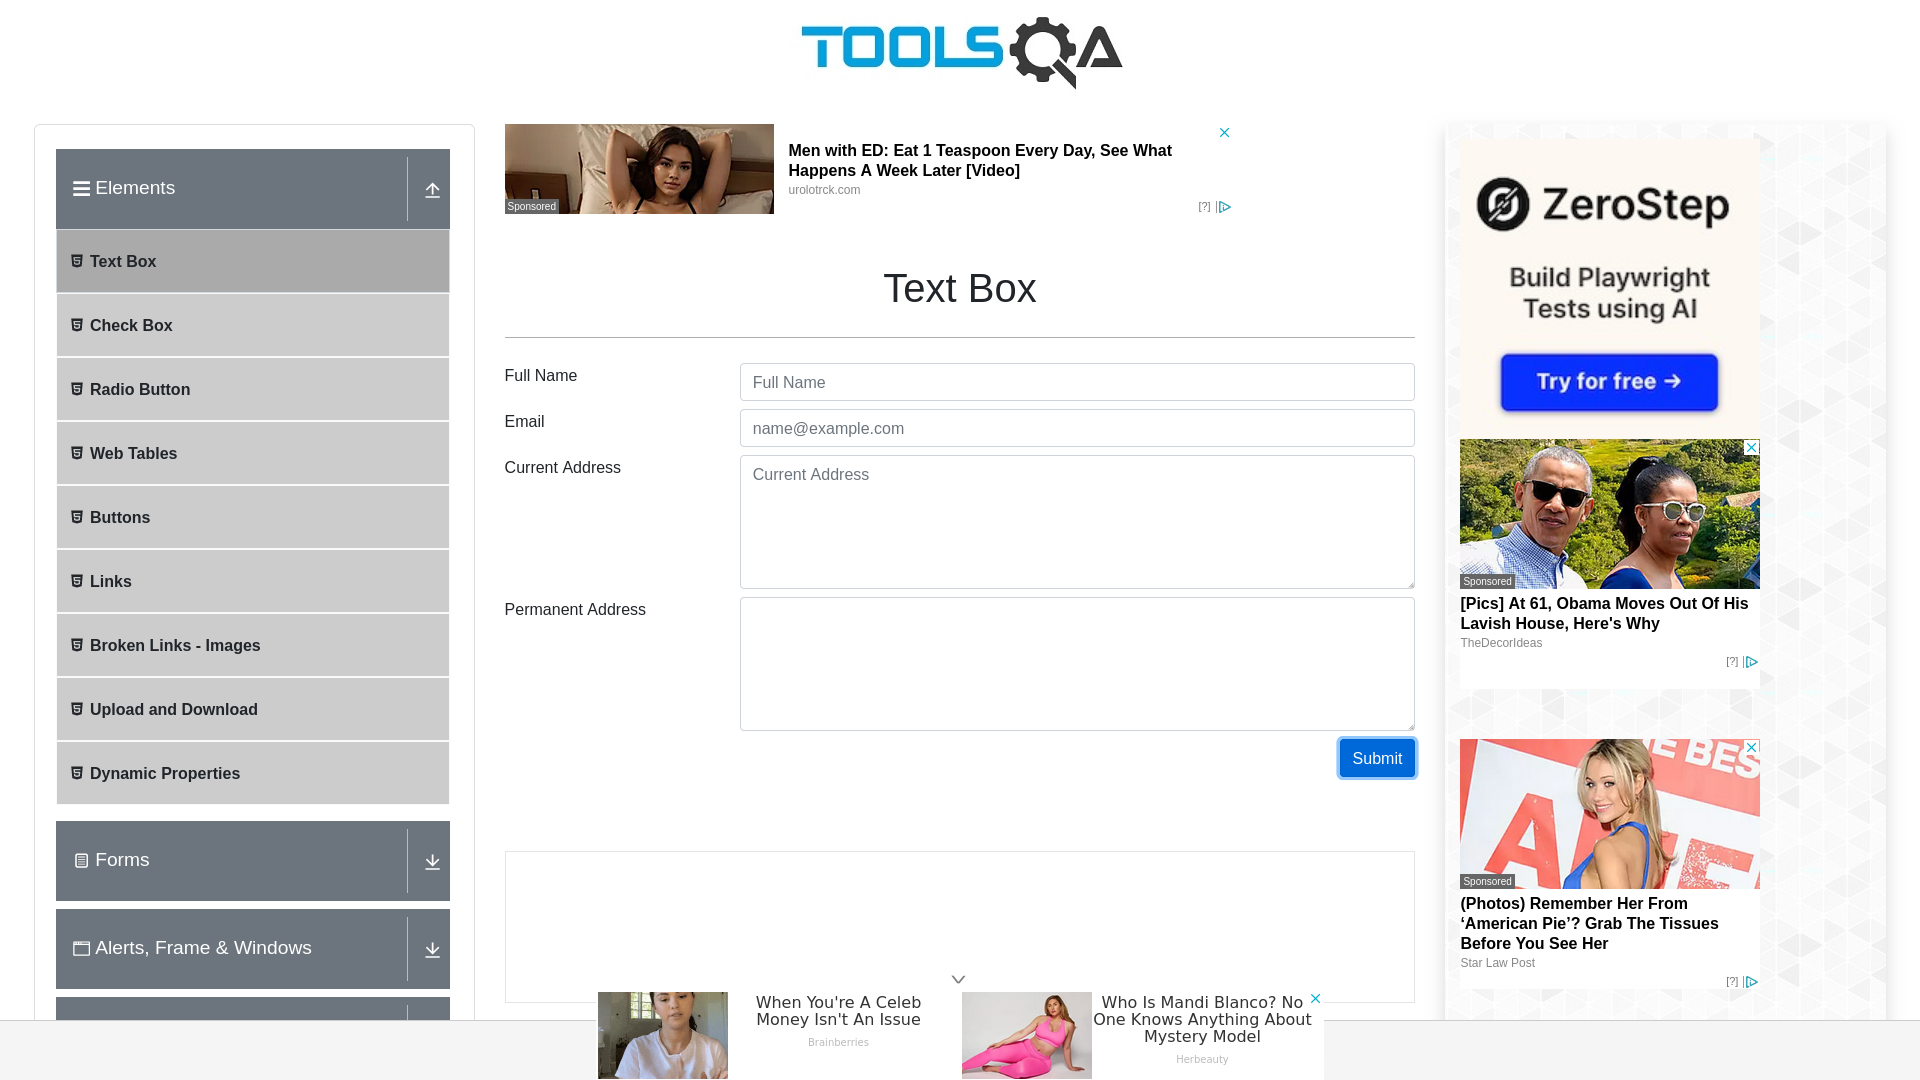 TOOLSQA
Elements
Text Box
Check Box
Radio Button
Web Tables
Buttons
Links
Broken Links - Images
Upload and Download
Dynamic Properties
Forms
Alerts, Frame & Windows
Sponsored
Men with ED: Eat 1 Teaspoon Every Day, See What
Happens A Week Later [Video]
urolotrck.com
[?]
Text Box
Full Name
Full Name
Email
name@example.com
Current Address
Current Address
Permanent Address
Submit
When You're A Celeb
Money Isn't An Issue
Brainberries
Who Is Mandi Blanco? No
One Knows Anything About
Mystery Model
Herbeauty
ZeroStep
Build Playwright
Tests using AI
Try for free →
Sponsored
[Pics] At 61, Obama Moves Out Of His
Lavish House, Here's Why
TheDecorIdeas
[?]
E BES
Sponsored
(Photos) Remember Her From
‘American Pie’? Grab The Tissues
Before You See Her
Star Law Post
[?]